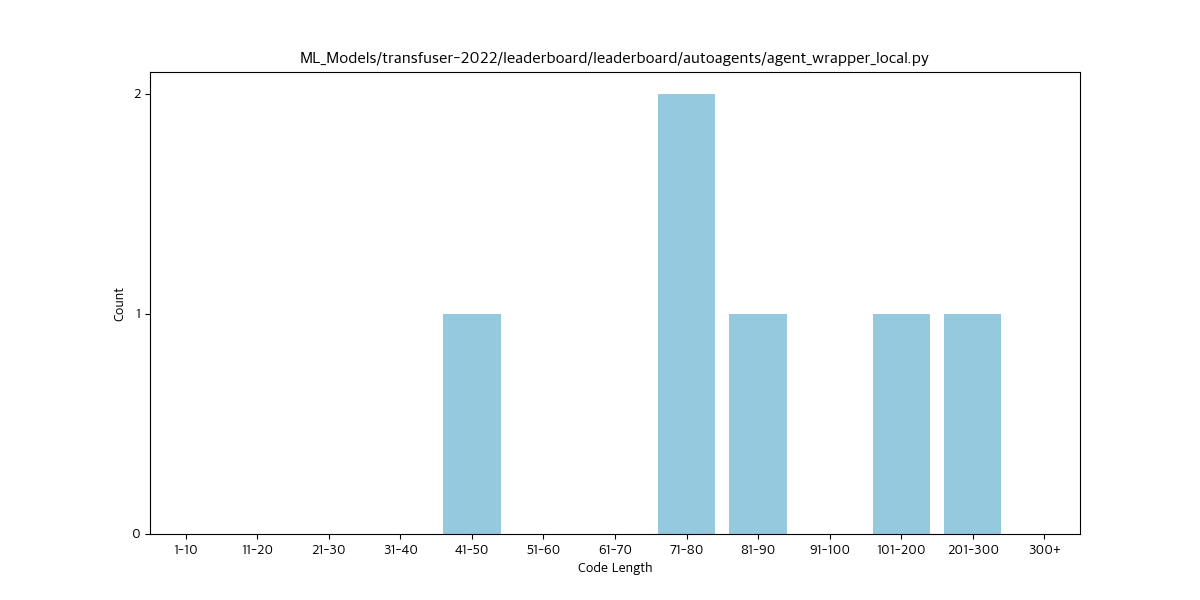 ML_Models/transfuser-2022/leaderboard/leaderboard/autoagents/agent_wrapper_local.py
Count
2
1
0
1-10 11-20 21-30 31-40 41-50 51-60 61-70 71-80 81-90 91-100 101-200 201-300 300+
Code Length